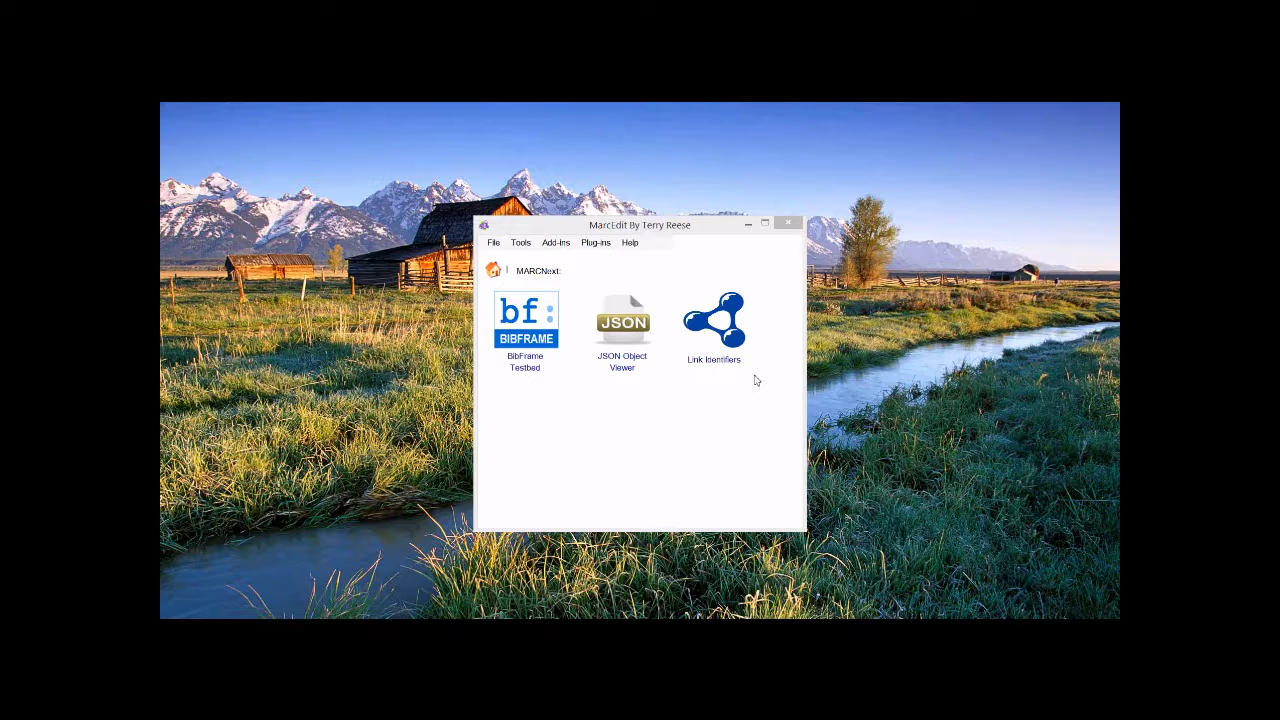 MarcEdit By Terry Reese
File Tools Add-ins Plug-ins Help
MARCNext:
bf:
BIBFRAME
JSON
BibFrame
Testbed
JSON Object
Viewer
Link Identifiers